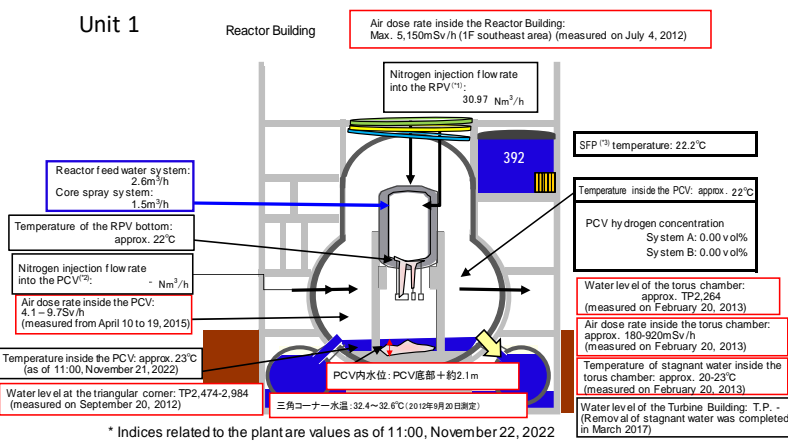 Unit 1
Reactor Building
Air dose rate inside the Reactor Building:
Max. 5,150mSv/h (1F southeast area) (measured on July 4, 2012)
Nitrogen injection flow rate
into the RPV(*1):
30.97 Nm3/h
392
SFP (*3) temperature: 22.2°C
Reactor feed water system:
2.6m3/h
Core spray system:
1.5m3/h
Temperature inside the PCV: approx. 22°C
PCV hydrogen concentration
System A: 0.00 vol%
System B: 0.00 vol%
Temperature of the RPV bottom:
approx. 22°C
Nitrogen injection flow rate
into the PCV(*2):
- Nm3/h
Air dose rate inside the PCV:
4.1 – 9.7Sv/h
(measured from April 10 to 19, 2015)
Water level of the torus chamber:
approx. TP2,264
(measured on February 20, 2013)
Air dose rate inside the torus chamber:
approx. 180-920mSv/h
(measured on February 20, 2013)
Temperature inside the PCV: approx. 23°C
(as of 11:00, November 21, 2022)
PCV内水位: PCV底部＋約2.1m
Temperature of stagnant water inside the
torus chamber: approx. 20-23°C
(measured on February 20, 2013)
Water level at the triangular corner: TP2,474-2,984
(measured on September 20, 2012)
三角コーナー水温: 32.4～32.6℃(2012年9月20日測定)
Water level of the Turbine Building: T.P. -
(Removal of stagnant water was completed
in March 2017)
* Indices related to the plant are values as of 11:00, November 22, 2022